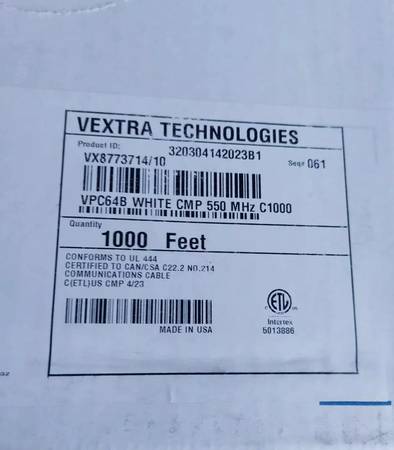 VEXTRA TECHNOLOGIES
Product ID: 320304142023B1
VX8773714/10 Seq# 061
VPC64B WHITE CMP 550 MHz C1000
Quantity
1000 Feet
CONFORMS TO UL 444
CERTIFIED TO CAN/CSA C22.2 NO.214
COMMUNICATIONS CABLE
C(ETL)US CMP 4/23
ETL
Intertek
5013886
MADE IN USA